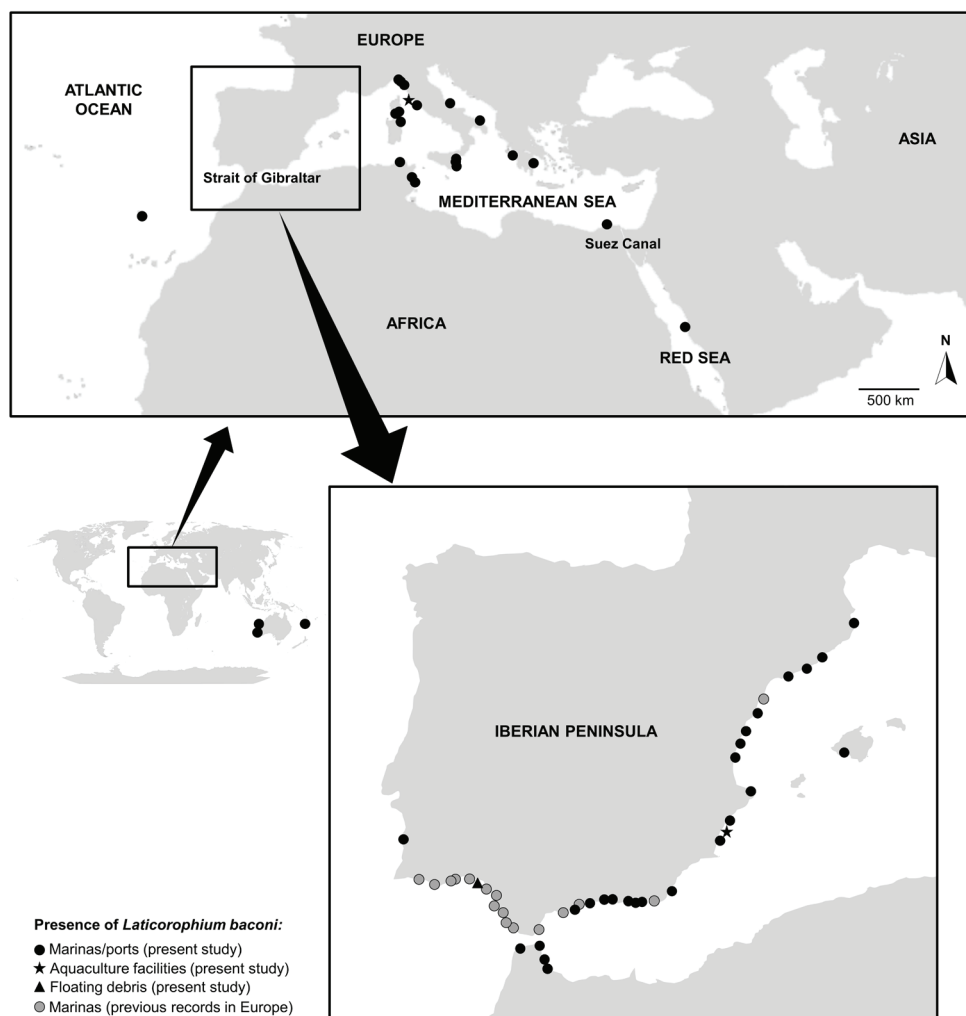 EUROPE
ATLANTIC
OCEAN
ASIA
Strait of Gibraltar
MEDITERRANEAN SEA
Suez Canal
AFRICA
RED SEA
N
500 km
IBERIAN PENINSULA
Presence of Laticorophium baconi:
Marinas/ports (present study)
Aquaculture facilities (present study)
Floating debris (present study)
Marinas (previous records in Europe)